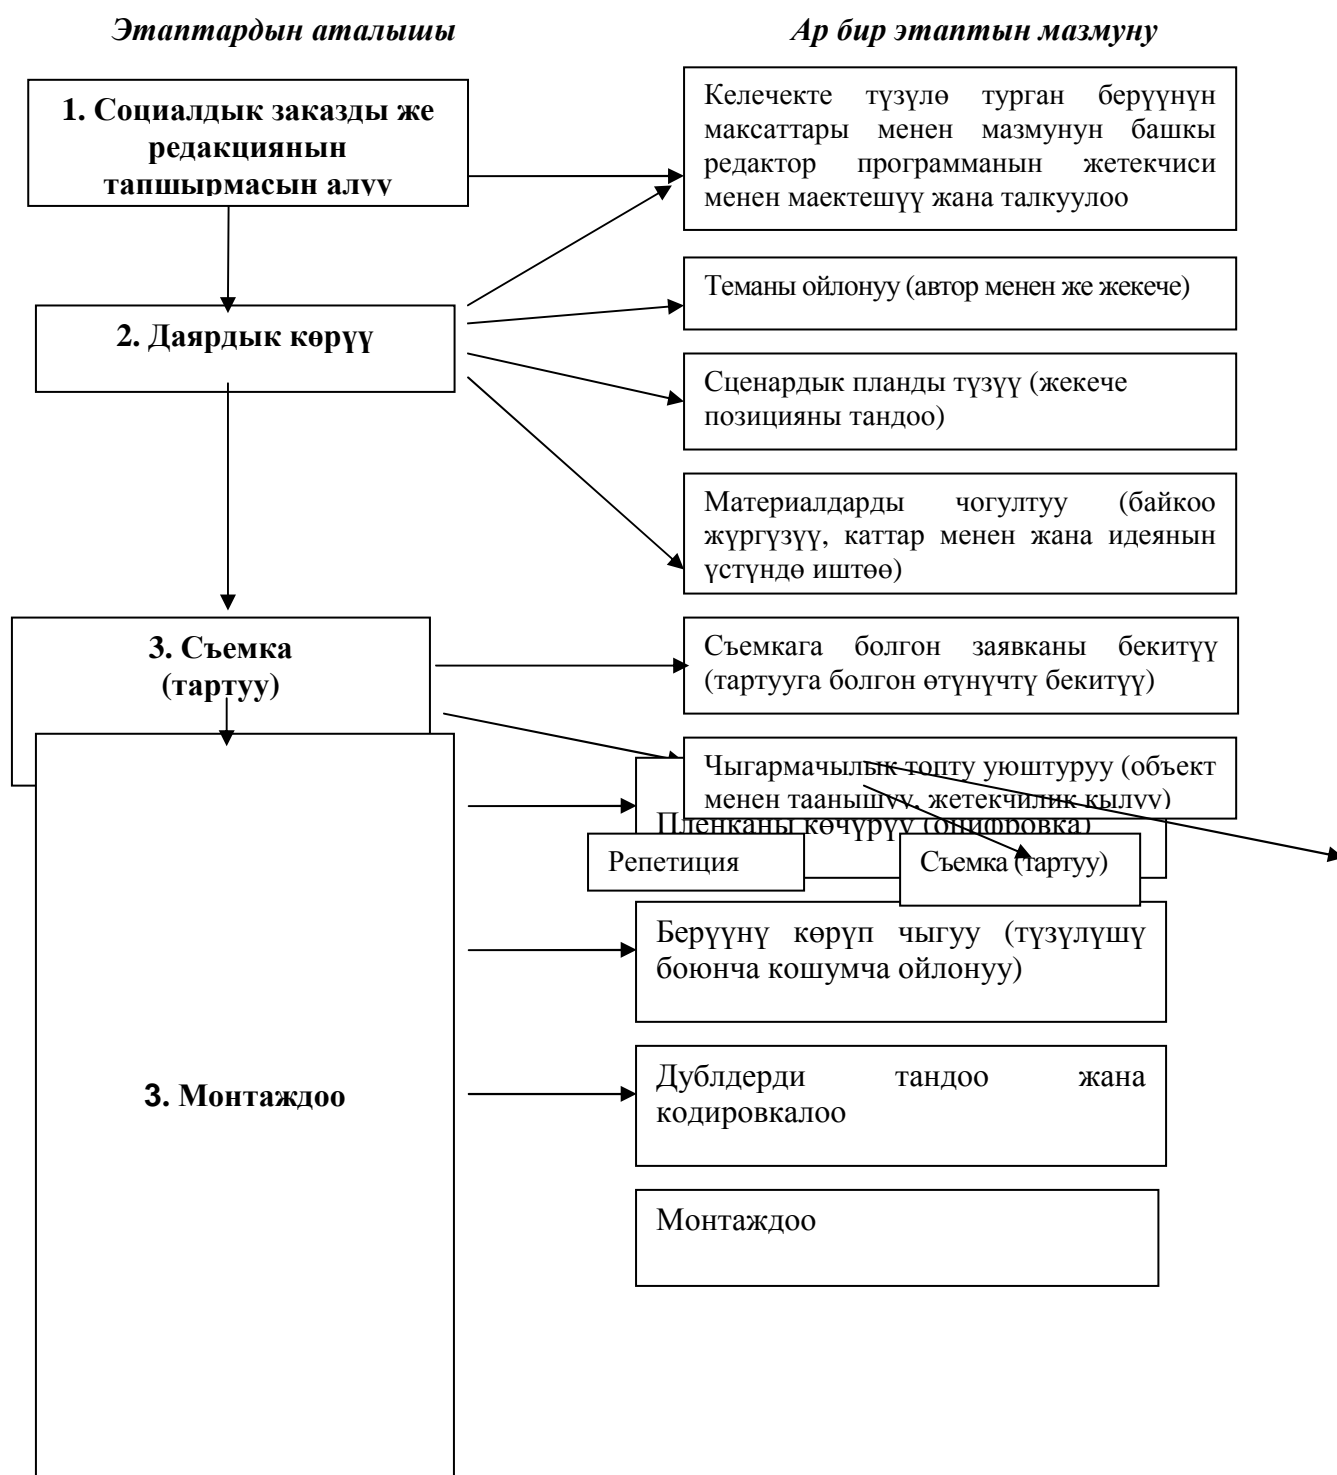 Этаптардын аталышы
Ар бир этаптын мазмуну
1. Социалдык заказды же
редакциянын
тапшырмасын алуу
Келечекте түзүлө турган берүүнүн
максаттары менен мазмунун башкы
редактор программанын жетекчиси
менен маектешүү жана талкуулоо
2. Даярдык көрүү
Теманы ойлонуу (автор менен же жекече)
Сценардык планды түзүү (жекече
позицияны тандоо)
Материалдарды чогултуу (байкоо
жүргүзүү, каттар менен жана идеянын
үстүндө иштөө)
3. Съемка
(тартуу)
Съемкага болгон заявканы бекитүү
(тартууга болгон өтүнүчтү бекитүү)
Чыгармачылык топту уюштуруу (объект
менен таанышуу, жетекчилик кылуу)
Пленканы көчүрүү (оцифровка)
Репетиция
Съемка (тартуу)
Берүүнү көрүп чыгуу (түзүлүшү
боюнча кошумча ойлонуу)
3. Монтаждоо
Дублдерди тандоо жана
кодировкалоо
Монтаждоо